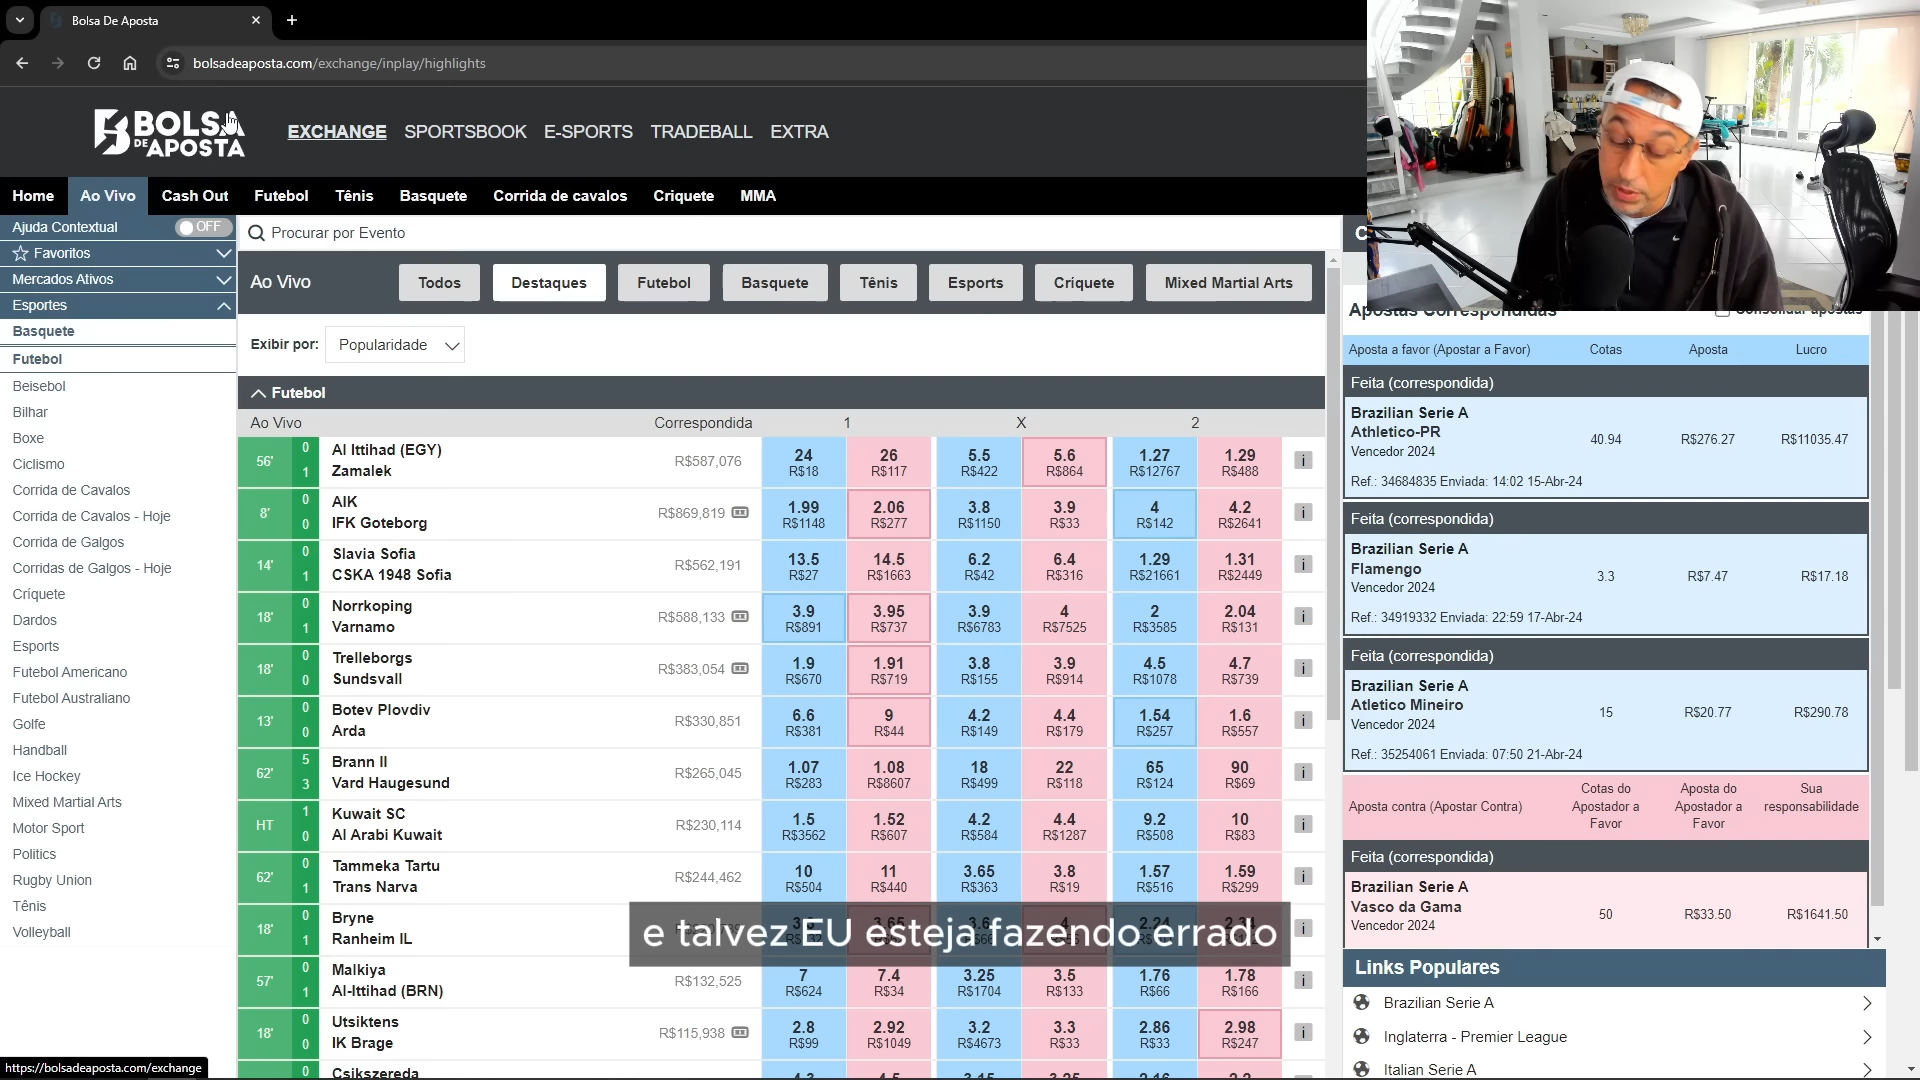 Bolsa De Aposta
bolsadeaposta.com/exchange/inplay/highlights
BOLSA DE APOSTA
EXCHANGE SPORTSBOOK E-SPORTS TRADEBALL EXTRA
Home Ao Vivo Cash Out Futebol Tênis Basquete Corrida de cavalos Críquete MMA
Ajuda Contextual OFF
Favoritos
Mercados Ativos
Esportes
Basquete
Futebol
Beisebol
Bilhar
Boxe
Ciclismo
Corrida de Cavalos
Corrida de Cavalos - Hoje
Corrida de Galgos
Corridas de Galgos - Hoje
Críquete
Dardos
Esports
Futebol Americano
Futebol Australiano
Golfe
Handball
Ice Hockey
Mixed Martial Arts
Motor Sport
Politics
Rugby Union
Tênis
Volleyball
https://bolsadeaposta.com/exchange
Procurar por Evento
Ao Vivo Todos Destaques Futebol Basquete Tênis Esports Críquete Mixed Martial Arts
Exibir por: Popularidade
Futebol
Ao Vivo Correspondida 1 X 2
56' 0 Al Ittihad (EGY) R$587,076 24 26 5.5 5.6 1.27 1.29 i
1 Zamalek R$18 R$117 R$422 R$864 R$12767 R$488
8' 0 AIK R$869,819 1.99 2.06 3.8 3.9 4 4.2 i
0 IFK Goteborg R$1148 R$277 R$1150 R$33 R$142 R$2641
14' 0 Slavia Sofia R$562,191 13.5 14.5 6.2 6.4 1.29 1.31 i
1 CSKA 1948 Sofia R$27 R$1663 R$42 R$316 R$21661 R$2449
18' 0 Norrkoping R$588,133 3.9 3.95 3.9 4 2 2.04 i
1 Varnamo R$891 R$737 R$6783 R$7525 R$3585 R$131
18' 0 Trelleborgs R$383,054 1.9 1.91 3.8 3.9 4.5 4.7 i
0 Sundsvall R$670 R$719 R$155 R$914 R$1078 R$739
13' 0 Botev Plovdiv R$330,851 6.6 9 4.2 4.4 1.54 1.6 i
0 Arda R$381 R$44 R$149 R$179 R$257 R$557
62' 5 Brann II R$265,045 1.07 1.08 18 22 65 90 i
3 Vard Haugesund R$283 R$8607 R$499 R$118 R$124 R$69
HT 1 Kuwait SC R$230,114 1.5 1.52 4.2 4.4 9.2 10 i
0 Al Arabi Kuwait R$3562 R$607 R$584 R$1287 R$508 R$83
62' 0 Tammeka Tartu R$244,462 10 11 3.65 3.8 1.57 1.59 i
1 Trans Narva R$504 R$440 R$363 R$19 R$516 R$299
18' 0 Bryne i
1 Ranheim IL
e talvez EU esteja fazendo errado
57' 0 Malkiya R$132,525 7 7.4 3.25 3.5 1.76 1.78 i
1 Al-Ittihad (BRN) R$624 R$34 R$1704 R$133 R$66 R$166
18' 0 Utsiktens R$115,938 2.8 2.92 3.2 3.3 2.86 2.98 i
0 IK Brage R$99 R$1049 R$4673 R$33 R$33 R$247
0 Csikszereda
Apostas Correspondidas Consolidar apostas
Aposta a favor (Apostar a Favor) Cotas Aposta Lucro
Feita (correspondida)
Brazilian Serie A
Athletico-PR 40.94 R$276.27 R$11035.47
Vencedor 2024
Ref.: 34684835 Enviada: 14:02 15-Abr-24
Feita (correspondida)
Brazilian Serie A
Flamengo 3.3 R$7.47 R$17.18
Vencedor 2024
Ref.: 34919332 Enviada: 22:59 17-Abr-24
Feita (correspondida)
Brazilian Serie A
Atletico Mineiro 15 R$20.77 R$290.78
Vencedor 2024
Ref.: 35254061 Enviada: 07:50 21-Abr-24
Aposta contra (Apostar Contra) Cotas do Apostador a Favor Aposta do Apostador a Favor Sua responsabilidade
Feita (correspondida)
Brazilian Serie A
Vasco da Gama 50 R$33.50 R$1641.50
Vencedor 2024
Links Populares
Brazilian Serie A
Inglaterra - Premier League
Italian Serie A